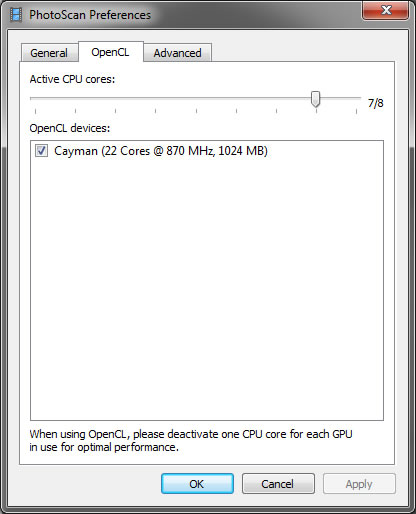 PhotoScan Preferences
General OpenCL Advanced
Active CPU cores:
7/8
OpenCL devices:
Cayman (22 Cores @ 870 MHz, 1024 MB)
When using OpenCL, please deactivate one CPU core for each GPU
in use for optimal performance.
OK Cancel Apply